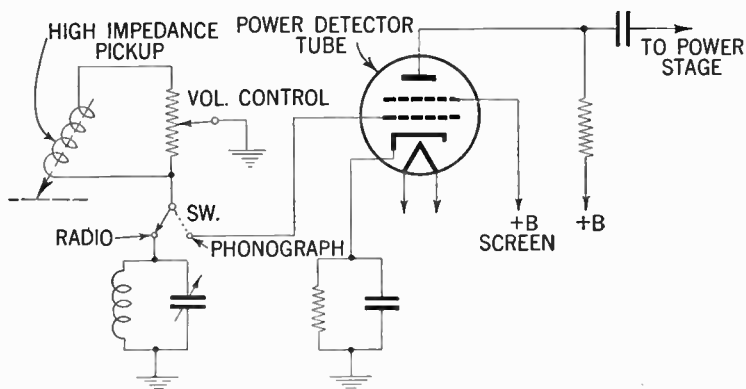 HIGH IMPEDANCE
PICKUP
VOL. CONTROL
POWER DETECTOR
TUBE
TO POWER
STAGE
SW.
RADIO
PHONOGRAPH
+B
SCREEN
+B